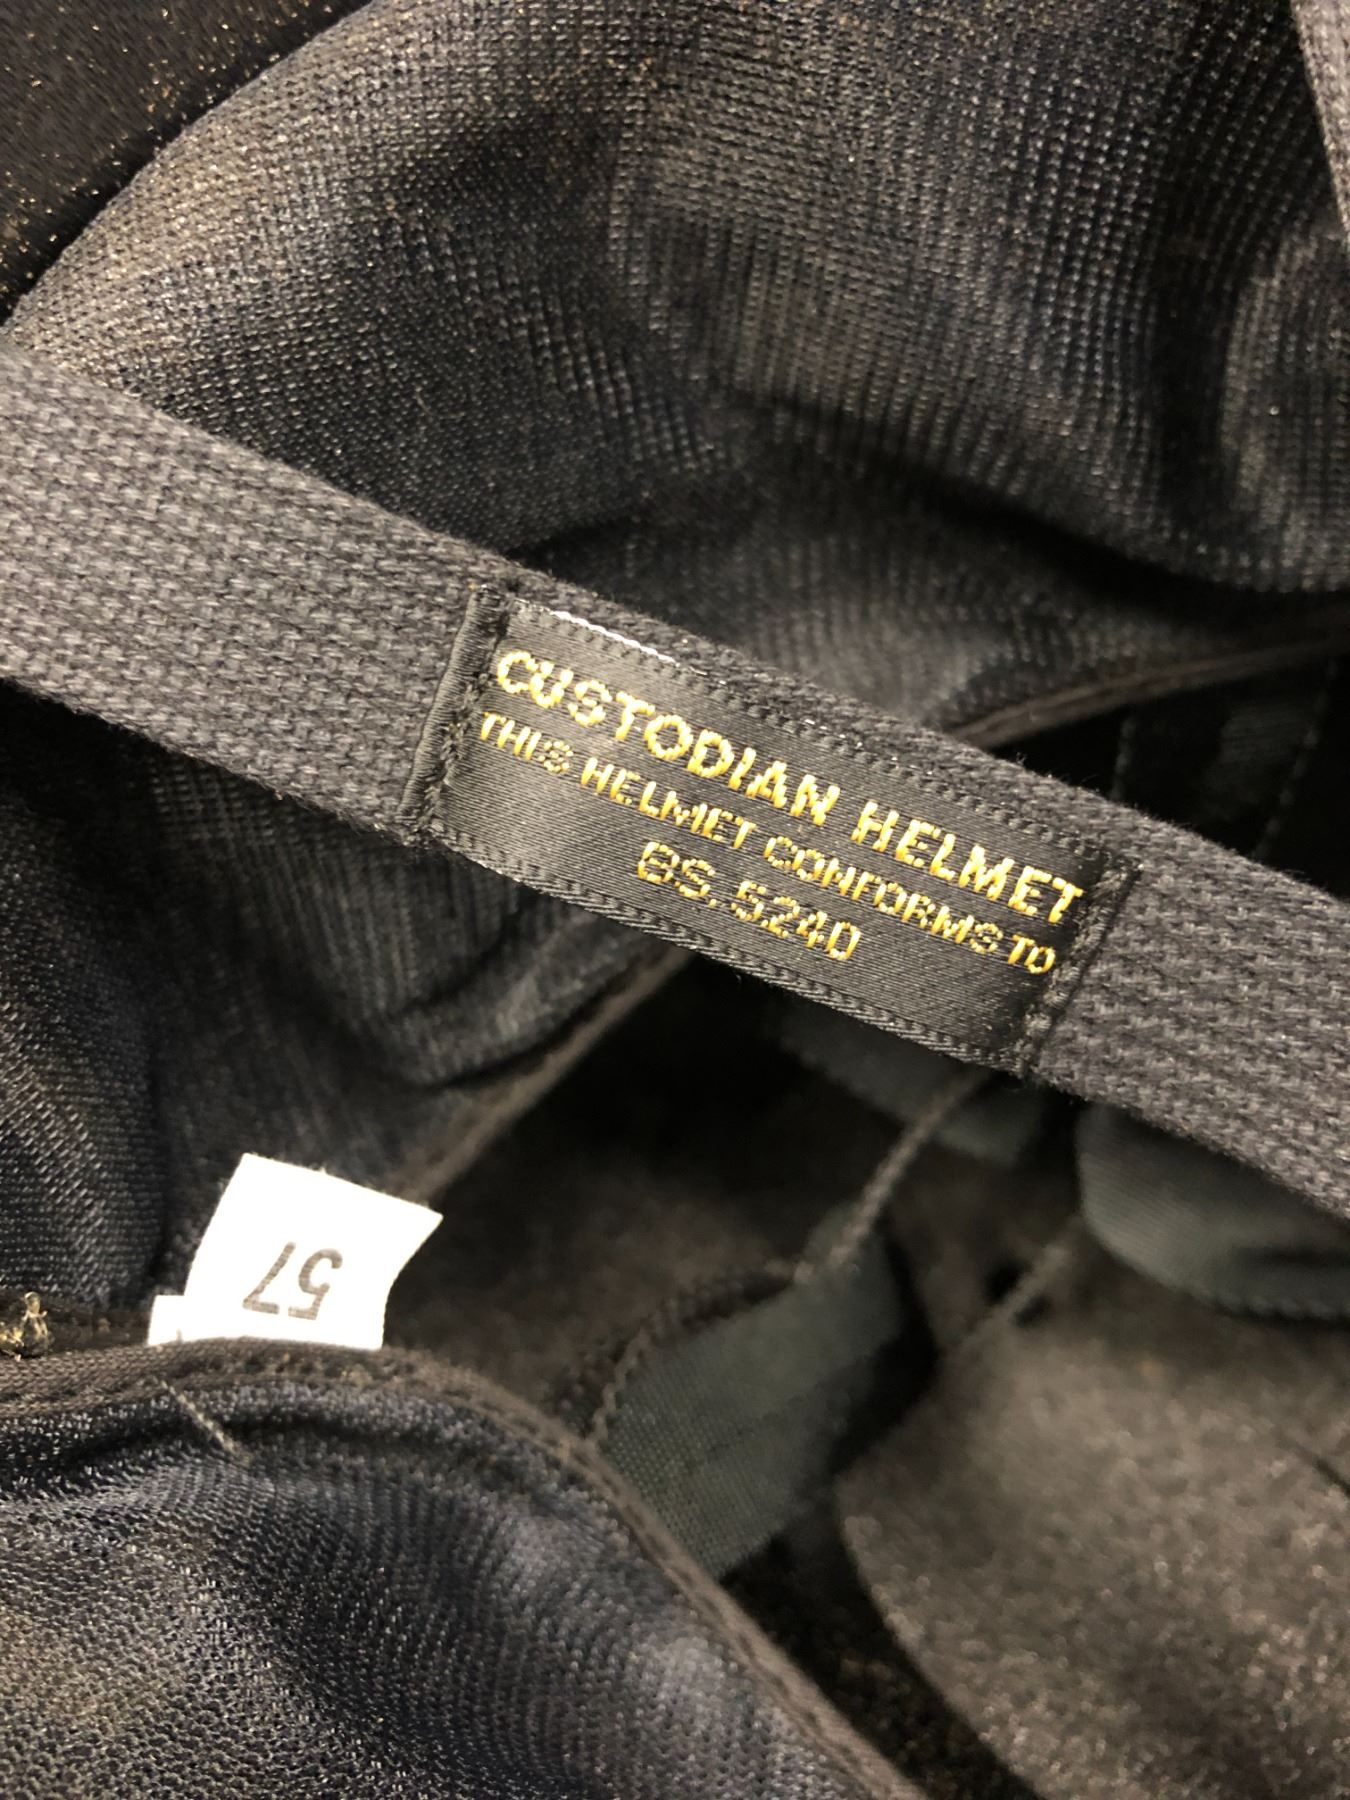 CUSTODIAN HELMET
THIS HELMET CONFORMS TO
BS.5240
57